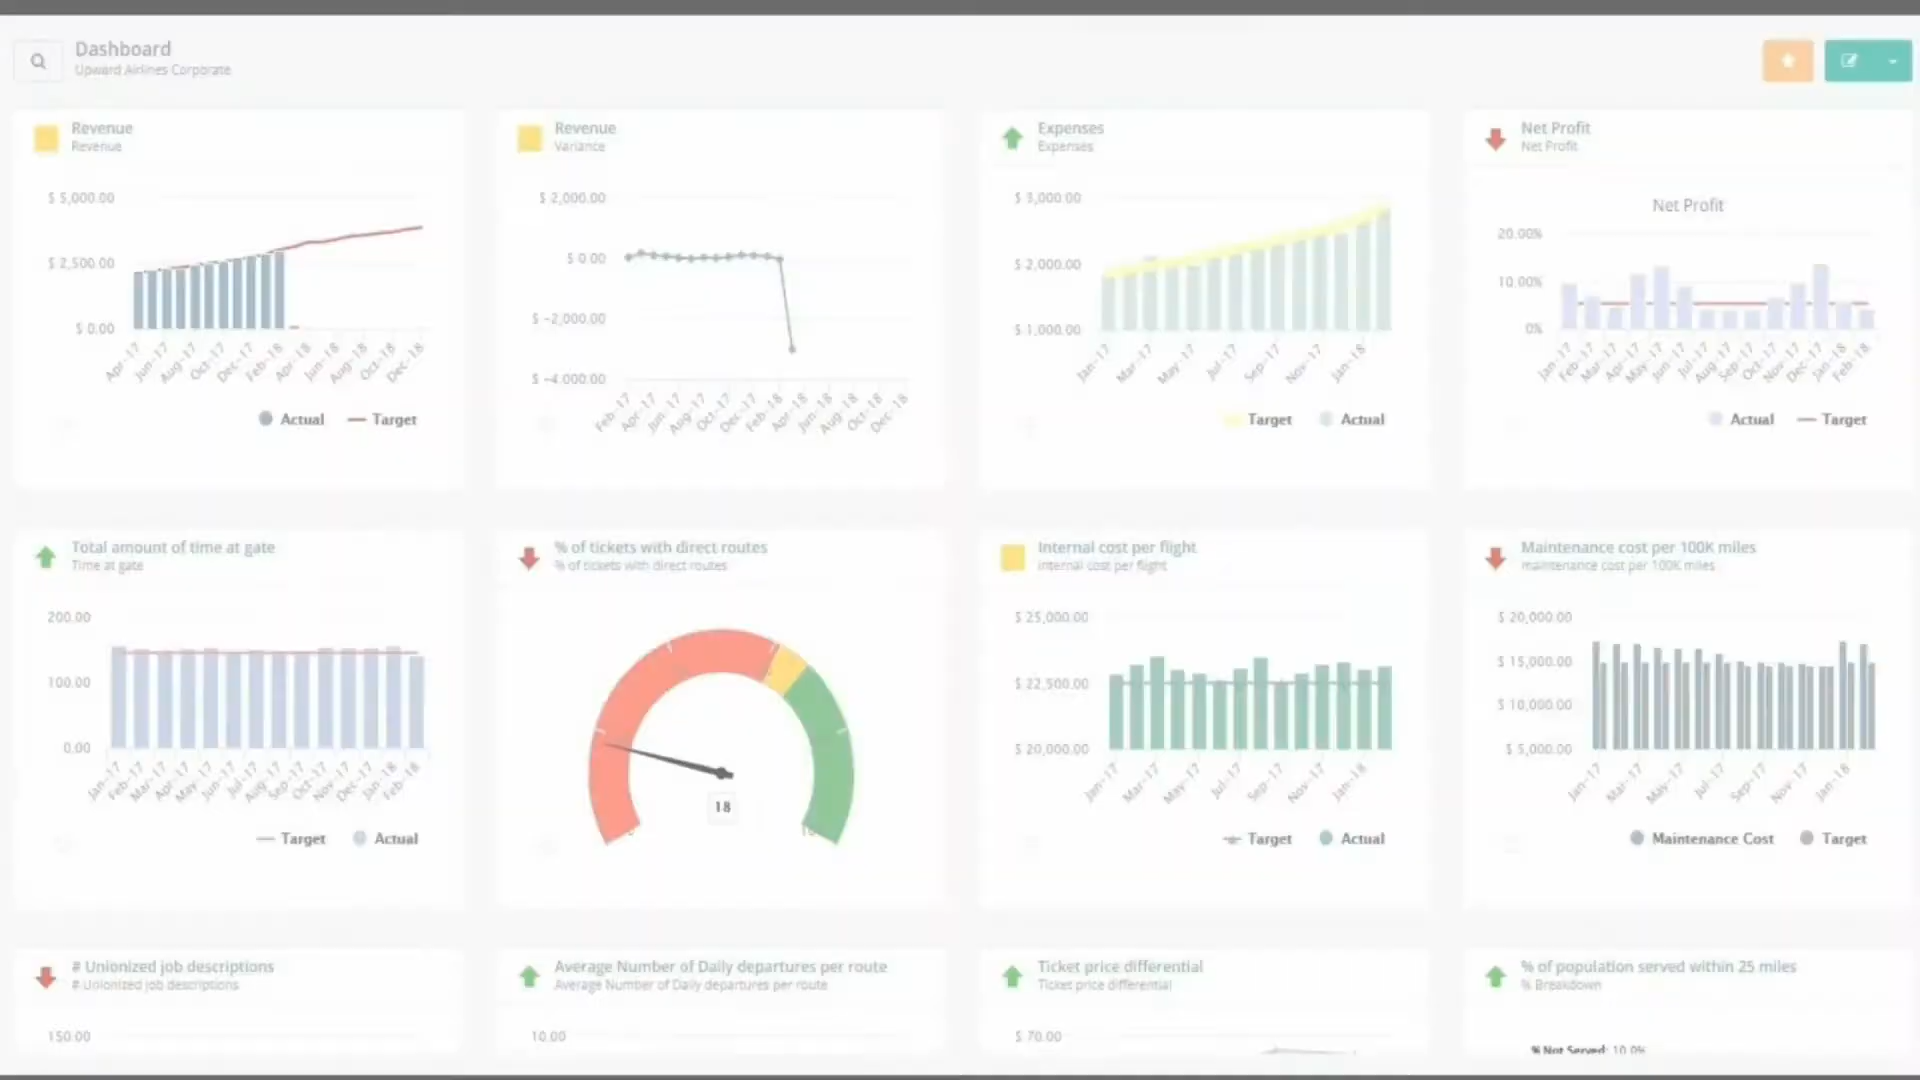 Dashboard
Upward Airlines Corporate
Revenue
Revenue
$ 5,000.00
$ 2,500.00
$ 0.00
Apr-17 Jun-17 Aug-17 Oct-17 Dec-17 Feb-18 Apr-18 Jun-18 Aug-18 Oct-18 Dec-18
Actual Target
Revenue
Variance
$ 2,000.00
$ 0.00
$ -2,000.00
$ -4,000.00
Feb-17 Apr-17 Jun-17 Aug-17 Oct-17 Dec-17 Feb-18 Apr-18 Jun-18 Aug-18 Oct-18 Dec-18
Expenses
Expenses
$ 3,000.00
$ 2,000.00
$ 1,000.00
Jan-17 Mar-17 May-17 Jul-17 Sep-17 Nov-17 Jan-18
Target Actual
Net Profit
Net Profit
Net Profit
20.00%
10.00%
0%
Jan-17 Feb-17 Mar-17 Apr-17 May-17 Jun-17 Jul-17 Aug-17 Sep-17 Oct-17 Nov-17 Dec-17 Jan-18 Feb-18
Actual Target
Total amount of time at gate
Time at gate
200.00
100.00
0.00
Jan-17 Feb-17 Mar-17 Apr-17 May-17 Jun-17 Jul-17 Aug-17 Sep-17 Oct-17 Nov-17 Dec-17 Jan-18 Feb-18
Target Actual
% of tickets with direct routes
% of tickets with direct routes
18
Internal cost per flight
internal cost per flight
$ 25,000.00
$ 22,500.00
$ 20,000.00
Jan-17 Mar-17 May-17 Jul-17 Sep-17 Nov-17 Jan-18
Target Actual
Maintenance cost per 100K miles
maintenance cost per 100K miles
$ 20,000.00
$ 15,000.00
$ 10,000.00
$ 5,000.00
Jan-17 Mar-17 May-17 Jul-17 Sep-17 Nov-17 Jan-18
Maintenance Cost Target
# Unionized job descriptions
# Unionized job descriptions
150.00
Average Number of Daily departures per route
Average Number of Daily departures per route
10.00
Ticket price differential
Ticket price differential
$ 70.00
% of population served within 25 miles
% Breakdown
% Not Served: 10.0%